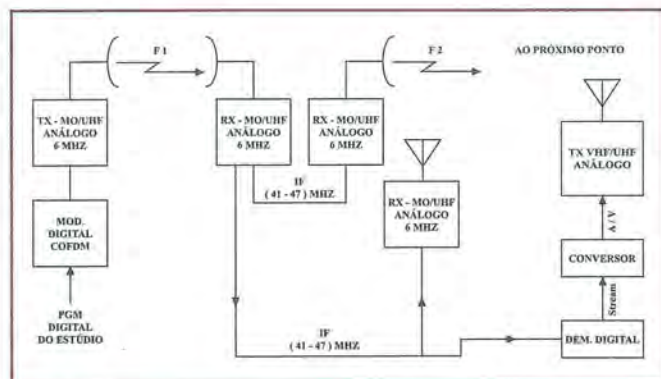 F 1
F 2
AO PRÓXIMO PONTO
TX - MO/UHF
ANÁLOGO
6 MHZ
RX - MO/UHF
ANÁLOGO
6 MHZ
RX - MO/UHF
ANÁLOGO
6 MHZ
TX VHF/UHF
ANÁLOGO
IF
( 41 - 47 ) MHZ
RX - MO/UHF
ANÁLOGO
6 MHZ
MOD.
DIGITAL
COFDM
A / V
CONVERSOR
PGM
DIGITAL
DO ESTÚDIO
Stream
IF
( 41 - 47 ) MHZ
DEM. DIGITAL